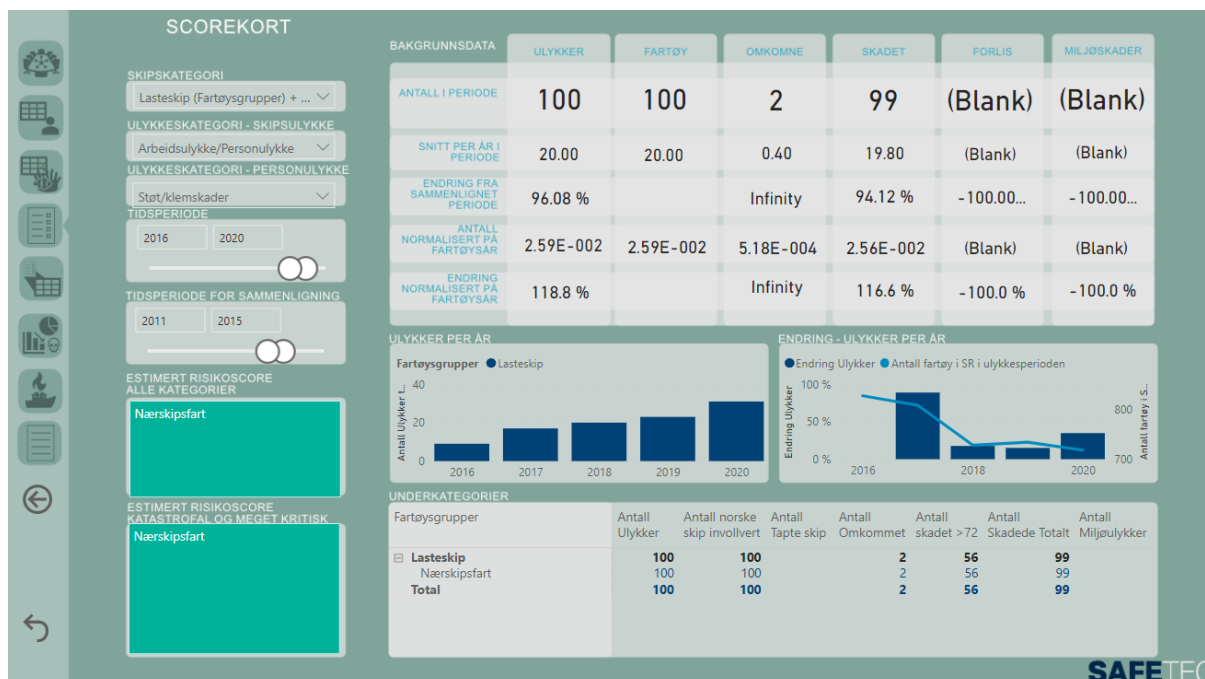 SCOREKORT
SKIPSKATEGORI
Lasteskip (Fartøysgrupper) + ...
ULYKKESKATEGORI - SKIPSULYKKE
Arbeidsulykke/Personulykke
ULYKKESKATEGORI - PERSONULYKKE
Støt/klemskader
TIDSPERIODE
2016 2020
TIDSPERIODE FOR SAMMENLIGNING
2011 2015
ESTIMERT RISIKOSCORE
ALLE KATEGORIER
Nærskipsfart
ESTIMERT RISIKOSCORE
KATASTROFAL OG MEGET KRITISK
Nærskipsfart
BAKGRUNNSDATA ULYKKER FARTØY OMKOMNE SKADET FORLIS MILJØSKADER
ANTALL I PERIODE 100 100 2 99 (Blank) (Blank)
SNITT PER ÅR I
PERIODE 20.00 20.00 0.40 19.80 (Blank) (Blank)
ENDRING FRA
SAMMENLIGNET
PERIODE 96.08 % Infinity 94.12 % -100.00... -100.00...
ANTALL
NORMALISERT PÅ
FARTØYSÅR 2.59E-002 2.59E-002 5.18E-004 2.56E-002 (Blank) (Blank)
ENDRING
NORMALISERT PÅ
FARTØYSÅR 118.8 % Infinity 116.6 % -100.0 % -100.0 %
ULYKKER PER ÅR
Fartøysgrupper Lasteskip
Antall Ulykker t...
40
20
0
2016 2017 2018 2019 2020
ENDRING - ULYKKER PER ÅR
Endring Ulykker Antall fartøy i SR i ulykkesperioden
Endring Ulykker
100 %
50 %
0 %
2016 2018 2020
800
700
Antall fartøy i S...
UNDERKATEGORIER
Fartøysgrupper Antall Antall norske Antall Antall Antall Antall Antall
Ulykker skip invollvert Tapte skip Omkommet skadet >72 Skadede Totalt Miljøulykker
Lasteskip 100 100 2 56 99
Nærskipsfart 100 100 2 56 99
Total 100 100 2 56 99
SAFETEC